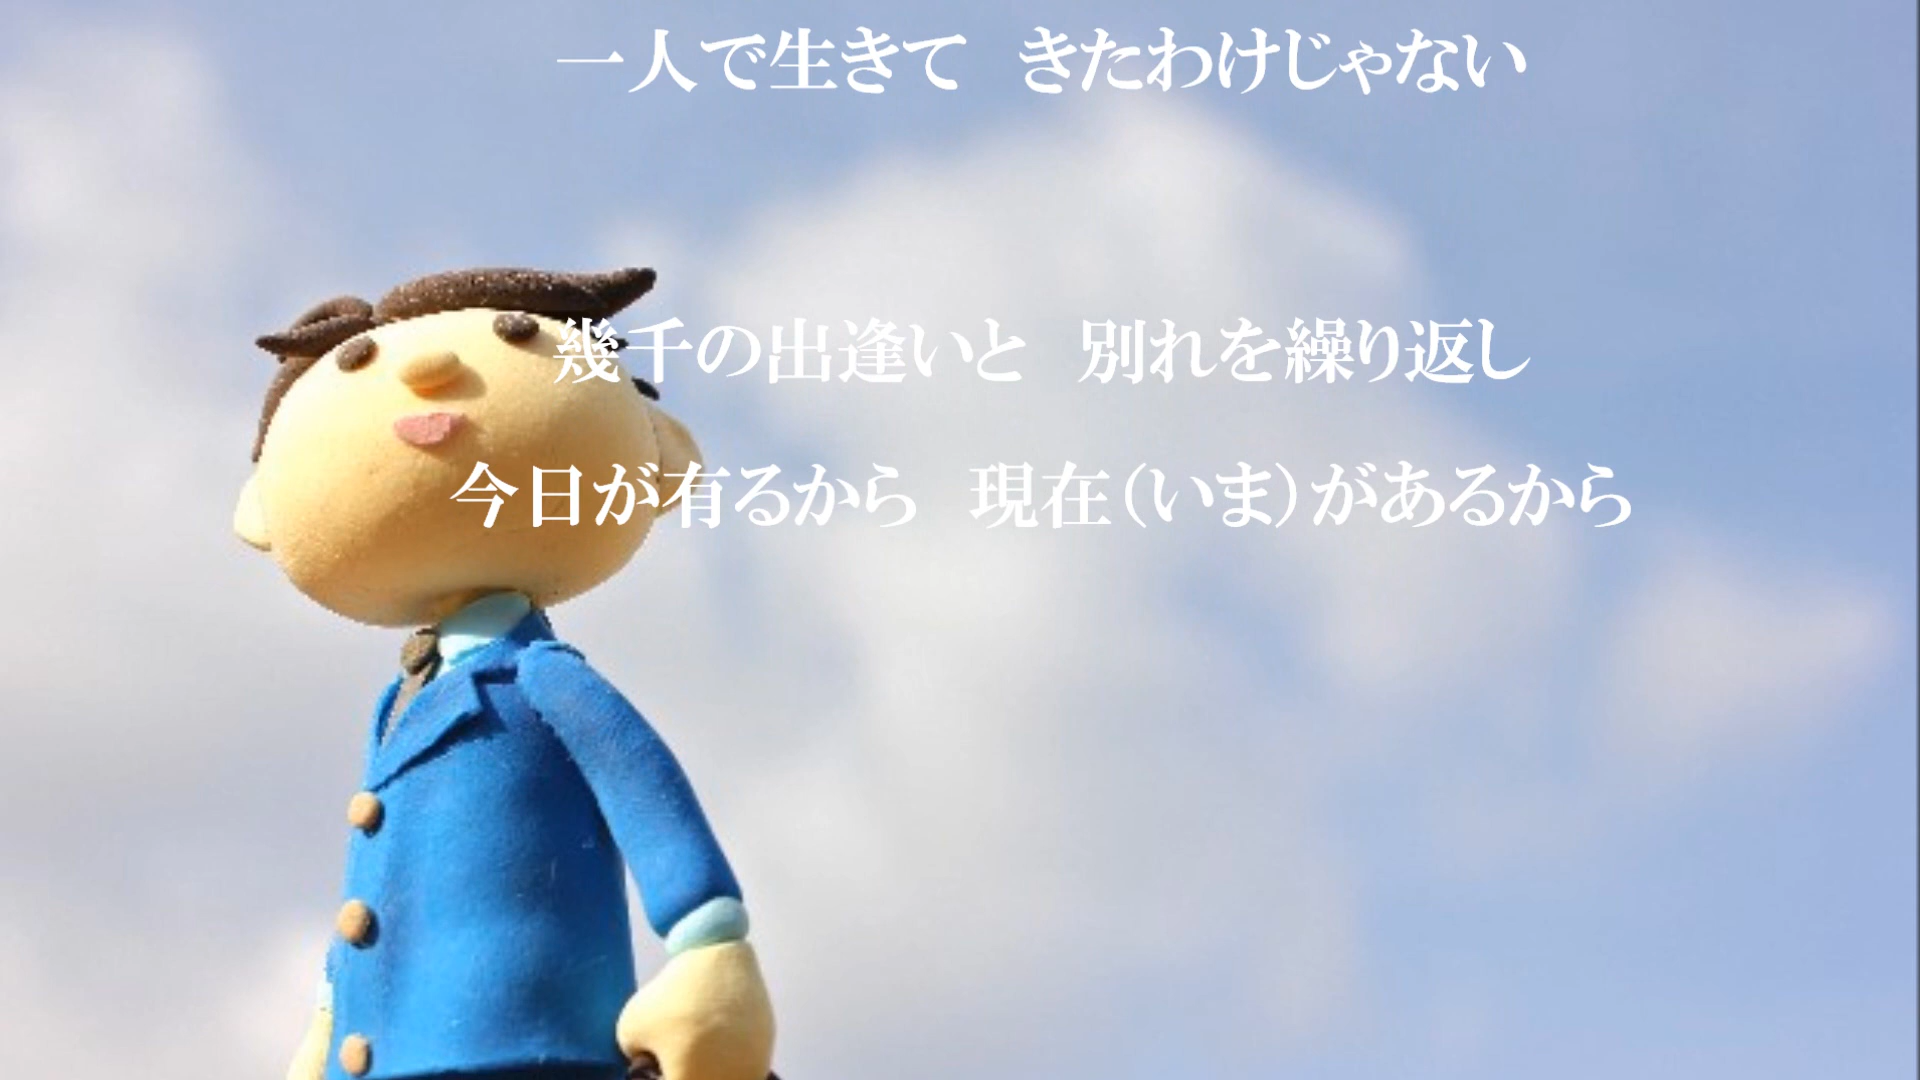 一人で生きて　きたわけじゃない
幾千の出逢いと　別れを繰り返し
今日が有るから　現在（いま）があるから